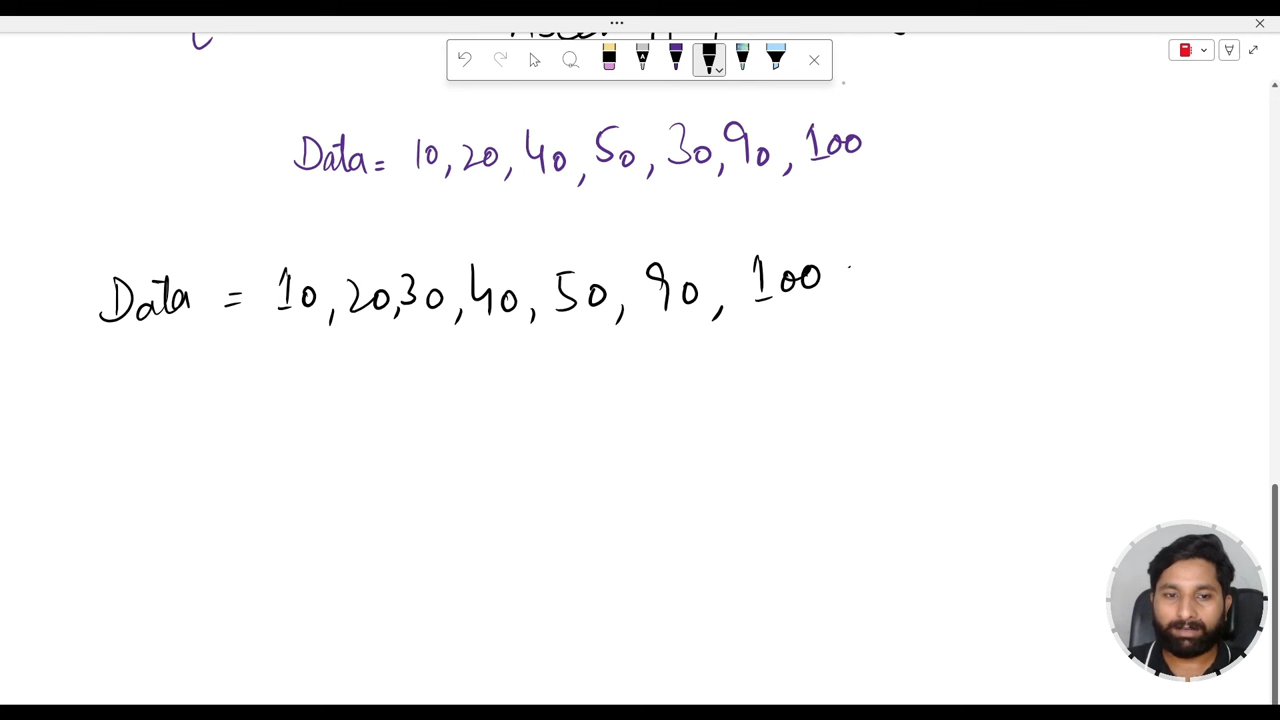 Data = 10, 20, 40, 50, 30, 90, 100
Data = 10, 20, 30, 40, 50, 90, 100